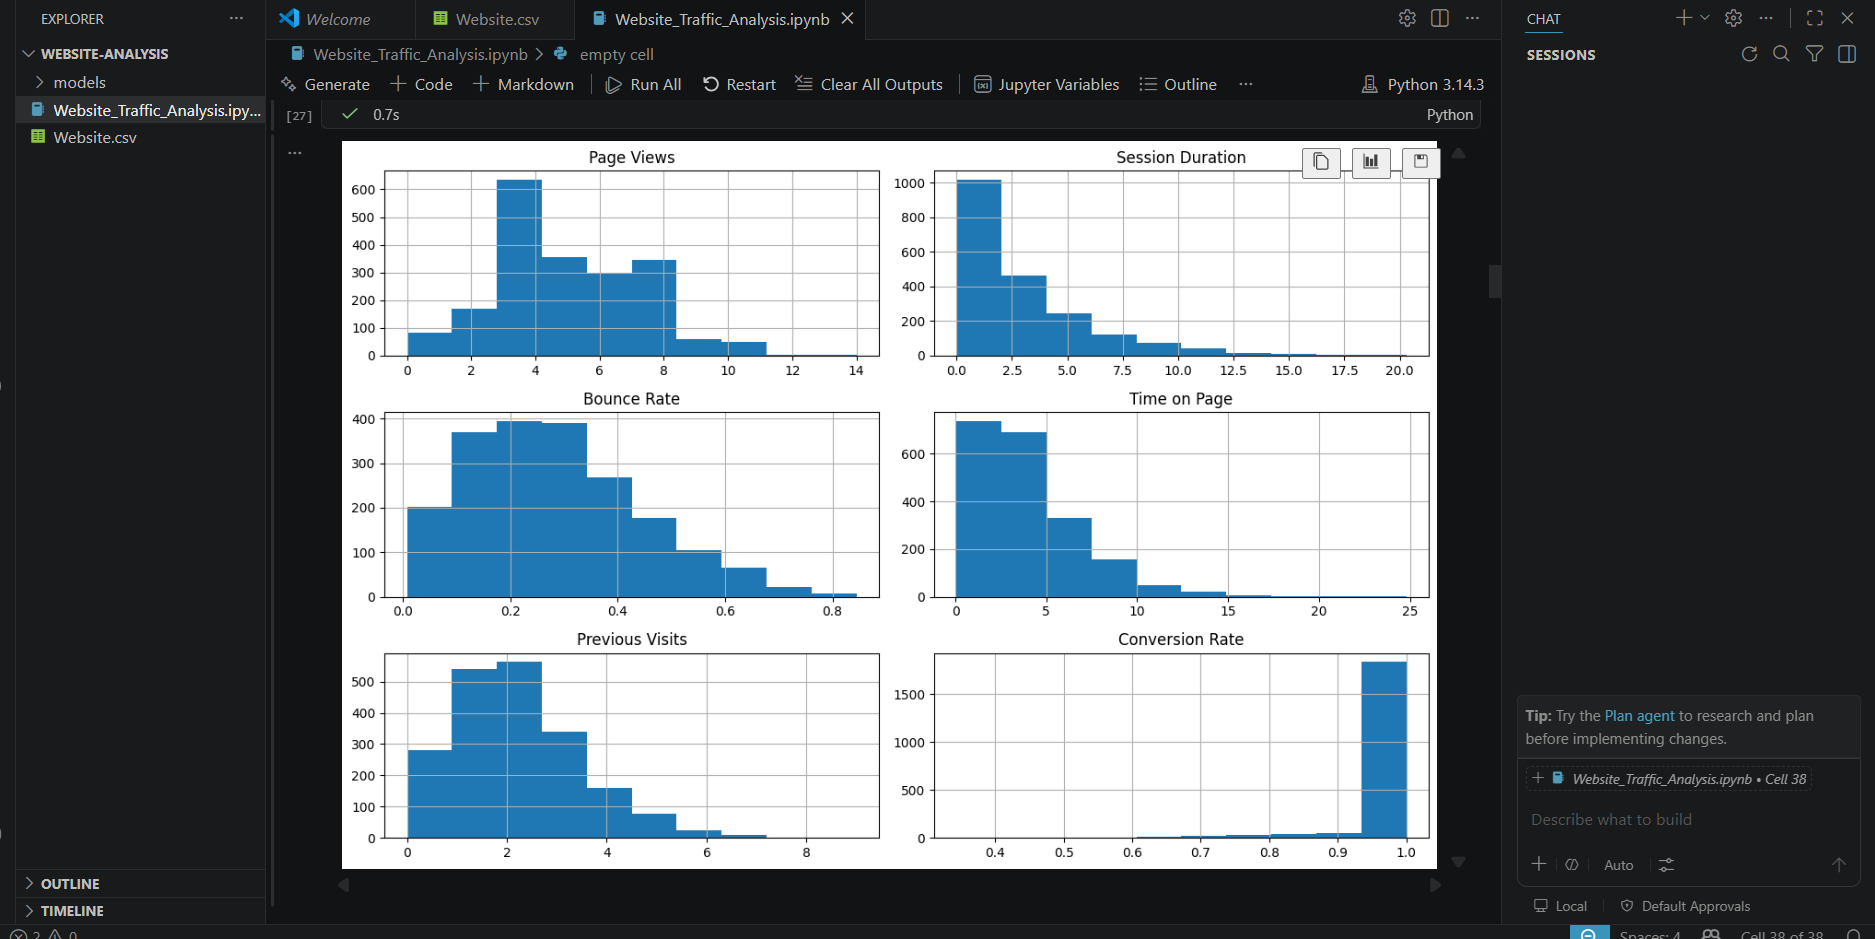 EXPLORER
WEBSITE-ANALYSIS
models
Website_Traffic_Analysis.ipy...
Website.csv
OUTLINE
TIMELINE
2 0
Welcome
Website.csv
Website_Traffic_Analysis.ipynb
Website_Traffic_Analysis.ipynb > empty cell
Generate + Code + Markdown Run All Restart Clear All Outputs Jupyter Variables Outline ... Python 3.14.3
[27] 0.7s Python
Page Views
600
500
400
300
200
100
0
0 2 4 6 8 10 12 14
Session Duration
1000
800
600
400
200
0
0.0 2.5 5.0 7.5 10.0 12.5 15.0 17.5 20.0
Bounce Rate
400
300
200
100
0
0.0 0.2 0.4 0.6 0.8
Time on Page
600
400
200
0
0 5 10 15 20 25
Previous Visits
500
400
300
200
100
0
0 2 4 6 8
Conversion Rate
1500
1000
500
0
0.4 0.5 0.6 0.7 0.8 0.9 1.0
CHAT
SESSIONS
Tip: Try the Plan agent to research and plan
before implementing changes.
Website_Traffic_Analysis.ipynb • Cell 38
Describe what to build
Auto
Local Default Approvals
Spaces: 4 Cell 38 of 38